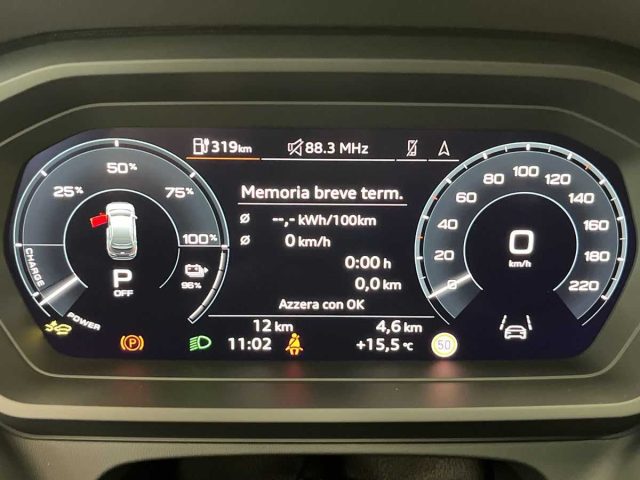 319km
88.3 MHz
Memoria breve term.
Ø --,- kWh/100km
Ø 0 km/h
0:00 h
0,0 km
Azzera con OK
12 km
4,6 km
11:02
+15,5 °C
25%
50%
75%
100%
CHARGE
POWER
P
OFF
96%
(P)
0
20
40
60
80
100
120
140
160
180
200
220
0
km/h
50